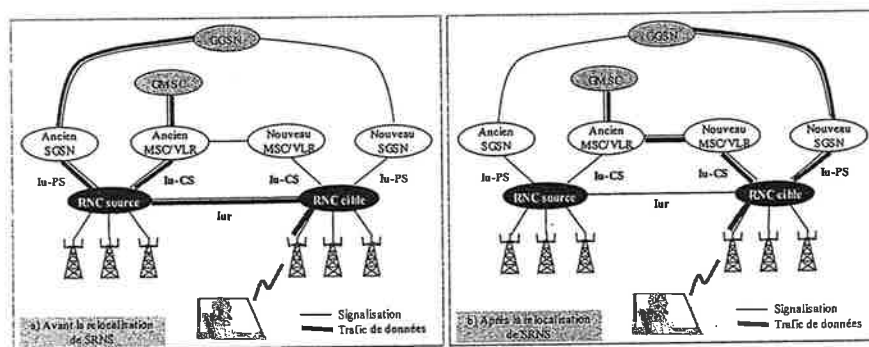 GGSN
GMSC
Ancien
SGSN
Ancien
MSC/VLR
Nouveau
MSC/VLR
Nouveau
SGSN
Iu-PS
Iu-CS
Iu-CS
Iu-PS
RNC source
RNC cible
Iur
Signalisation
Trafic de données
a) Avant la relocalisation
de SRNS
GGSN
GMSC
Ancien
SGSN
Ancien
MSC/VLR
Nouveau
MSC/VLR
Nouveau
SGSN
Iu-PS
Iu-CS
Iu-CS
Iu-PS
RNC source
RNC cible
Iur
Signalisation
Trafic de données
b) Après la relocalisation
de SRNS